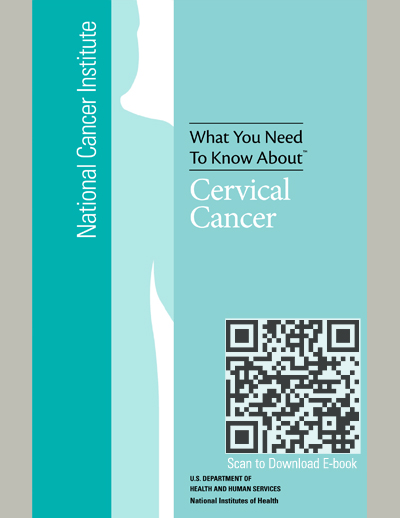 National Cancer Institute
What You Need
To Know About™
Cervical
Cancer
Scan to Download E-book
U.S. DEPARTMENT OF
HEALTH AND HUMAN SERVICES
National Institutes of Health